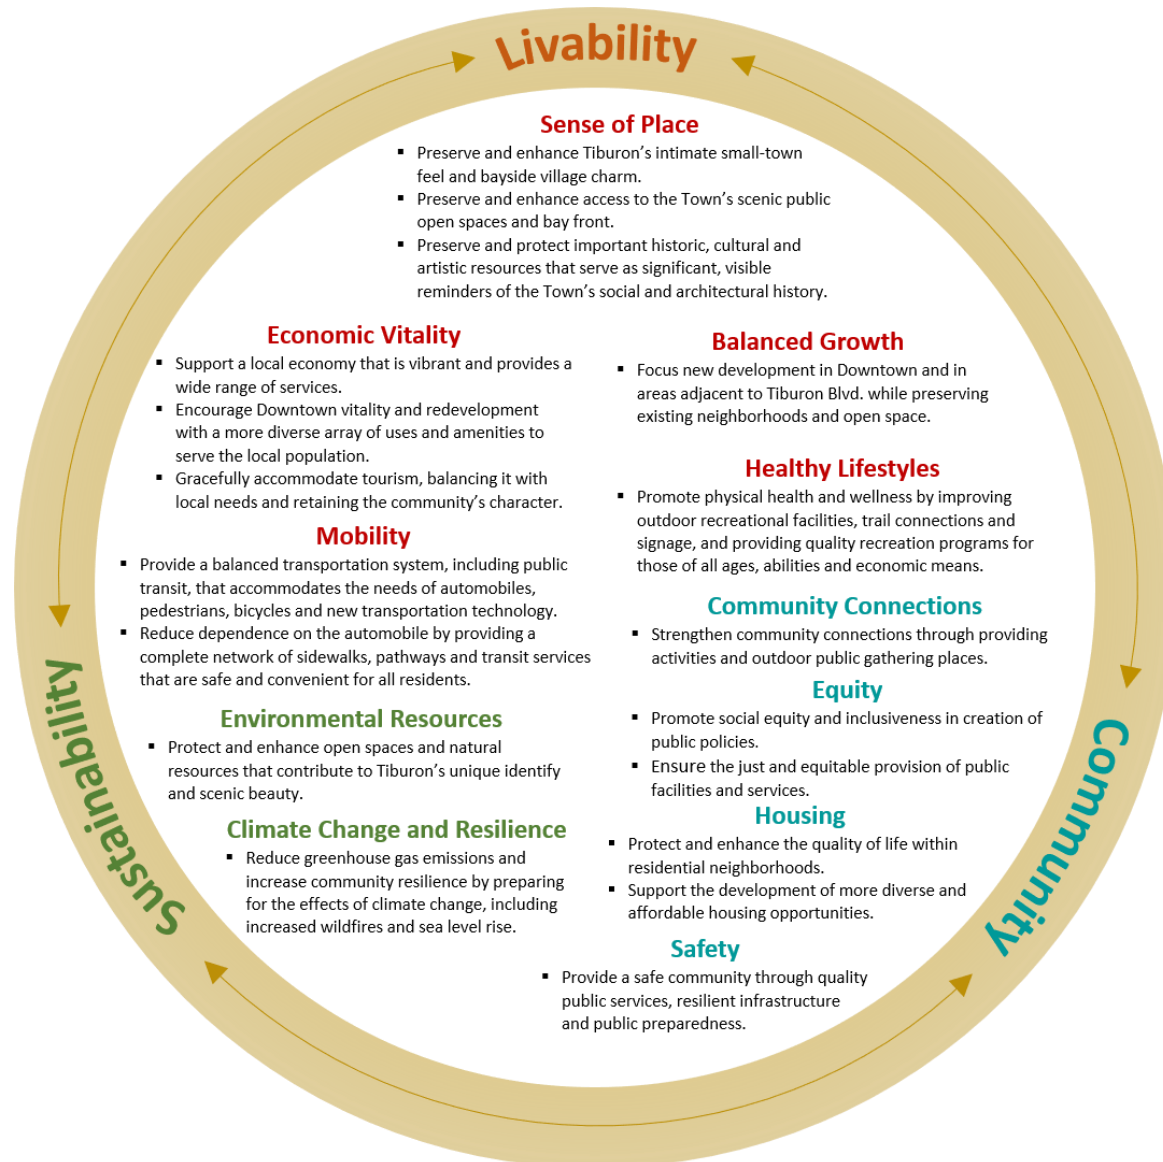 Livability
Sense of Place
▪ Preserve and enhance Tiburon’s intimate small-town
feel and bayside village charm.
▪ Preserve and enhance access to the Town’s scenic public
open spaces and bay front.
▪ Preserve and protect important historic, cultural and
artistic resources that serve as significant, visible
reminders of the Town’s social and architectural history.
Economic Vitality
▪ Support a local economy that is vibrant and provides a
wide range of services.
▪ Encourage Downtown vitality and redevelopment
with a more diverse array of uses and amenities to
serve the local population.
▪ Gracefully accommodate tourism, balancing it with
local needs and retaining the community’s character.
Mobility
▪ Provide a balanced transportation system, including public
transit, that accommodates the needs of automobiles,
pedestrians, bicycles and new transportation technology.
▪ Reduce dependence on the automobile by providing a
complete network of sidewalks, pathways and transit services
that are safe and convenient for all residents.
Environmental Resources
▪ Protect and enhance open spaces and natural
resources that contribute to Tiburon’s unique identify
and scenic beauty.
Climate Change and Resilience
▪ Reduce greenhouse gas emissions and
increase community resilience by preparing
for the effects of climate change, including
increased wildfires and sea level rise.
Balanced Growth
▪ Focus new development in Downtown and in
areas adjacent to Tiburon Blvd. while preserving
existing neighborhoods and open space.
Healthy Lifestyles
▪ Promote physical health and wellness by improving
outdoor recreational facilities, trail connections and
signage, and providing quality recreation programs for
those of all ages, abilities and economic means.
Community Connections
▪ Strengthen community connections through providing
activities and outdoor public gathering places.
Equity
▪ Promote social equity and inclusiveness in creation of
public policies.
▪ Ensure the just and equitable provision of public
facilities and services.
Housing
▪ Protect and enhance the quality of life within
residential neighborhoods.
▪ Support the development of more diverse and
affordable housing opportunities.
Safety
▪ Provide a safe community through quality
public services, resilient infrastructure
and public preparedness.
Sustainability
Community